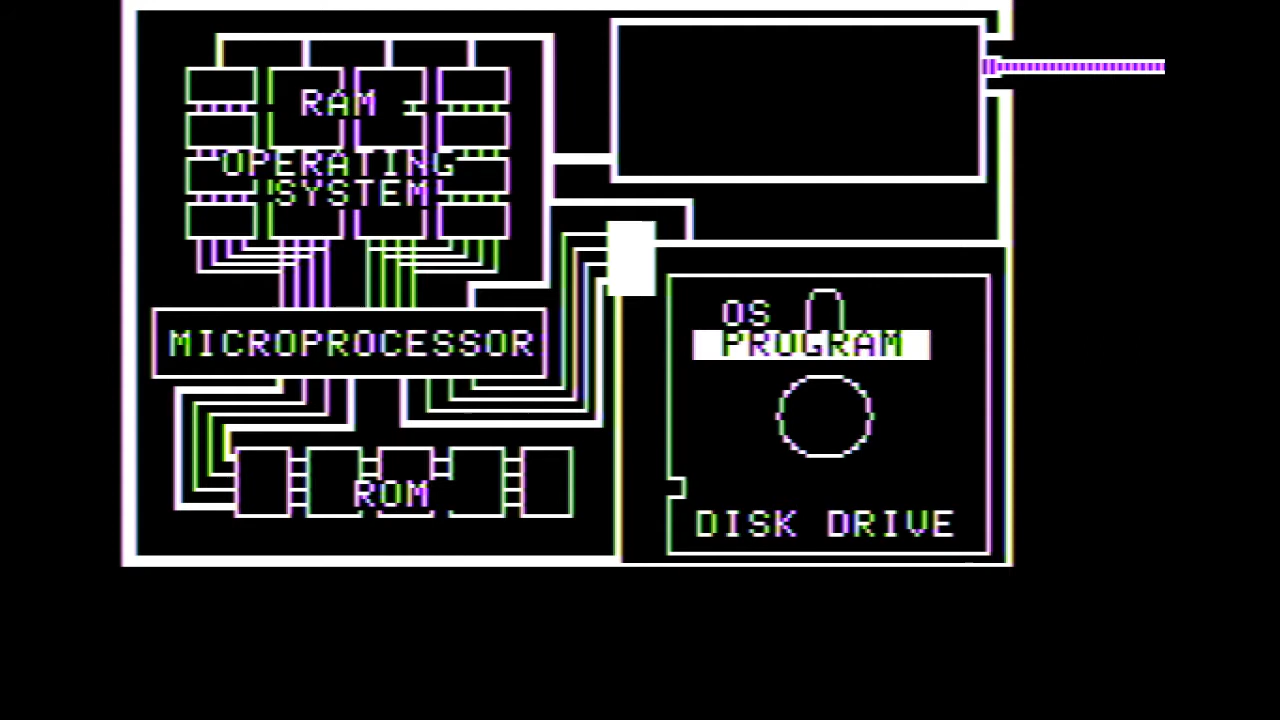 RAM
OPERATING
SYSTEM
MICROPROCESSOR
ROM
OS
PROGRAM
DISK DRIVE